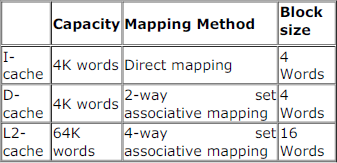 Capacity Mapping Method Block size
I-cache 4K words Direct mapping 4 Words
D-cache 4K words 2-way set associative mapping 4 Words
L2-cache 64K words 4-way set associative mapping 16 Words